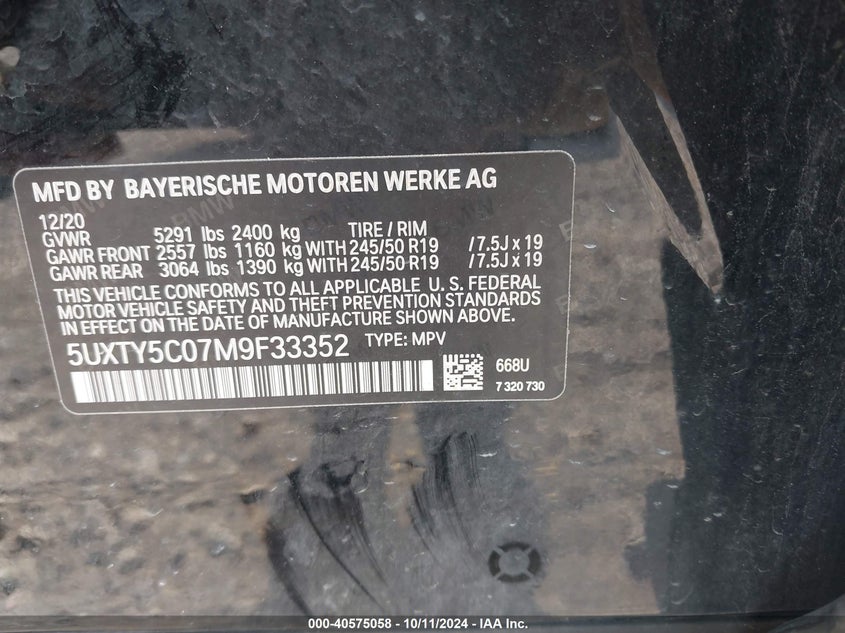 MFD BY BAYERISCHE MOTOREN WERKE AG
12/20
GVWR 5291 lbs 2400 kg TIRE / RIM
GAWR FRONT 2557 lbs 1160 kg WITH 245/50 R19 / 7.5J x 19
GAWR REAR 3064 lbs 1390 kg WITH 245/50 R19 / 7.5J x 19
THIS VEHICLE CONFORMS TO ALL APPLICABLE U. S. FEDERAL
MOTOR VEHICLE SAFETY AND THEFT PREVENTION STANDARDS
IN EFFECT ON THE DATE OF MANUFACTURE SHOWN ABOVE.
5UXTY5C07M9F33352 TYPE: MPV
668U
7 320 730
000-40575058 - 10/11/2024 - IAA Inc.